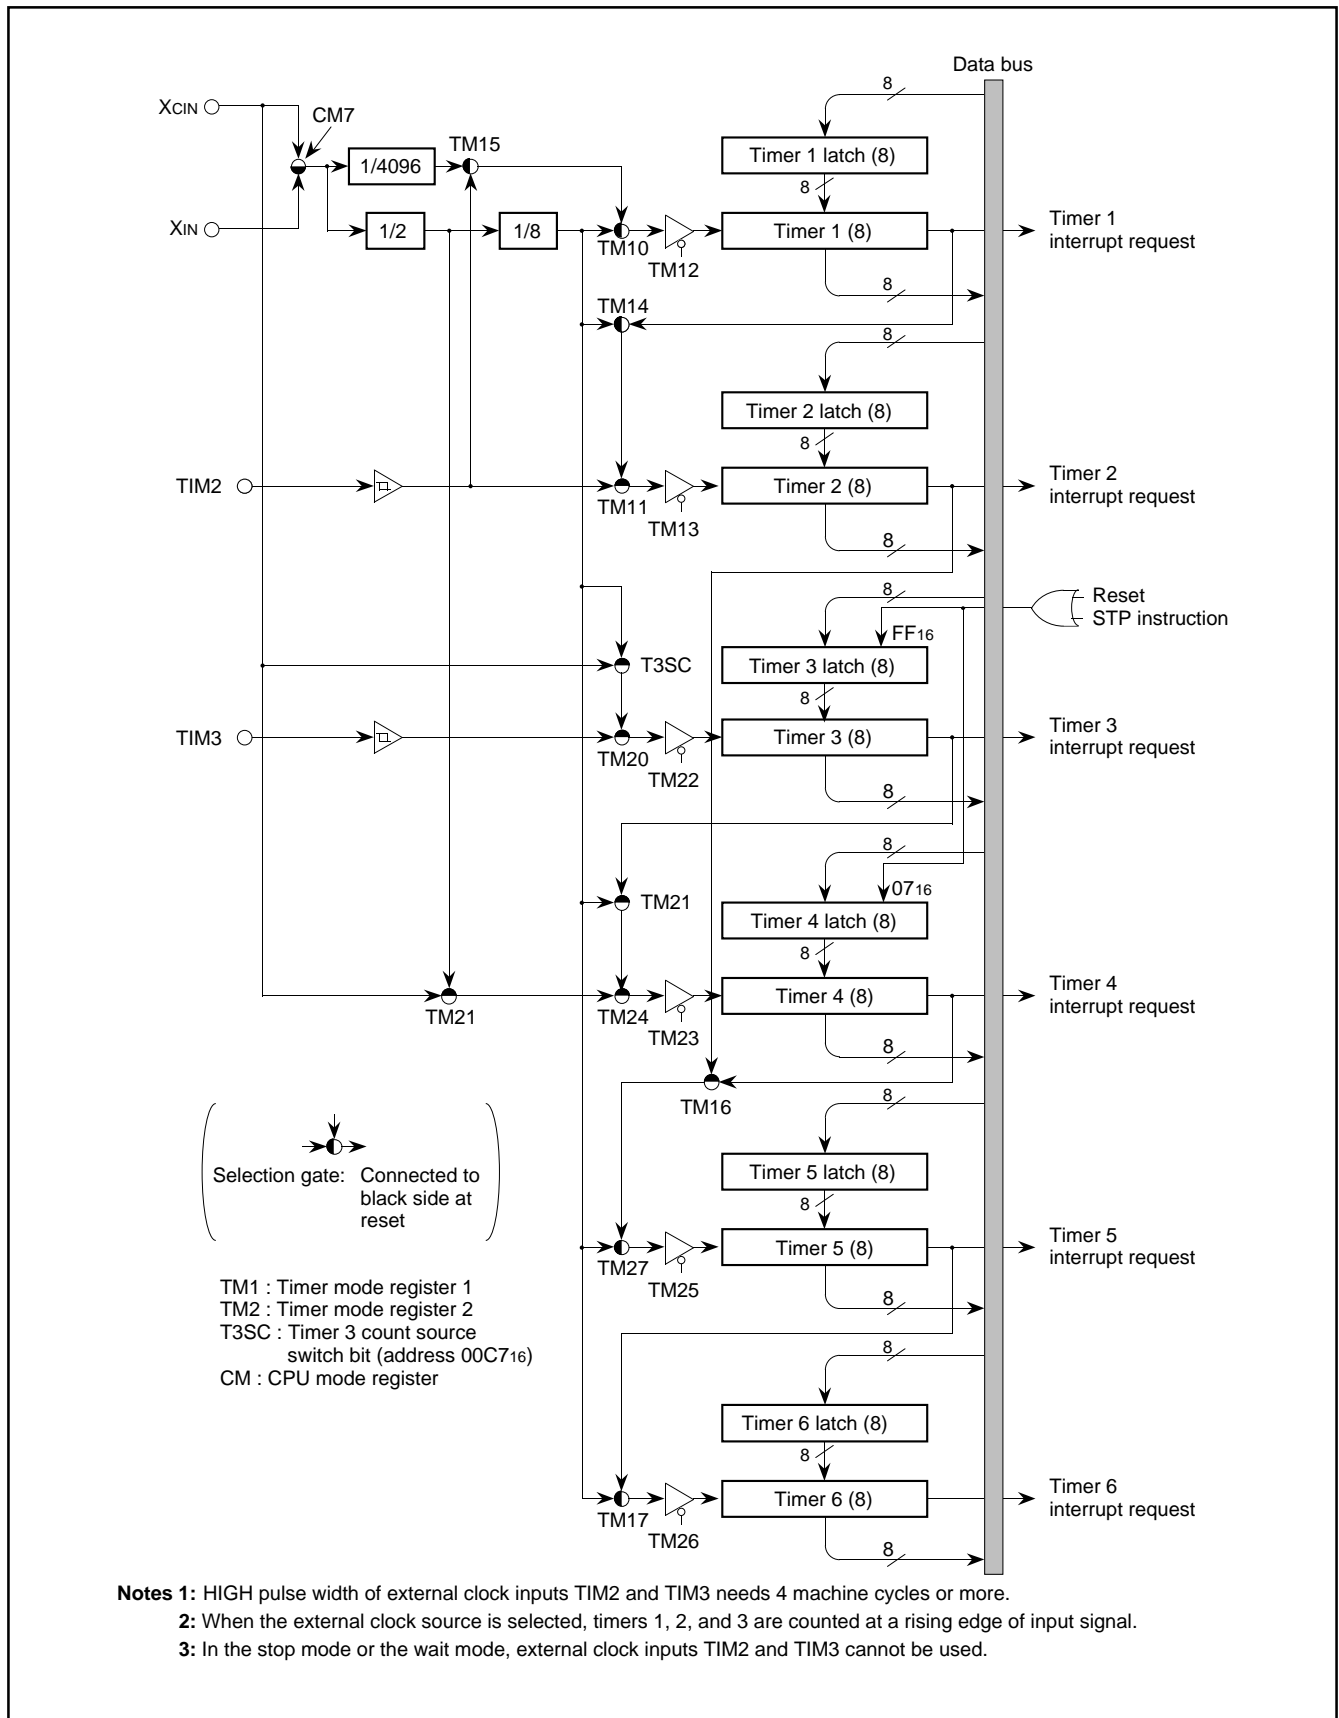 Data bus
XCIN
CM7
TM15
8
1/4096
Timer 1 latch (8)
8
XIN
1/2
1/8
TM10
TM12
Timer 1 (8)
Timer 1
interrupt request
8
TM14
8
Timer 2 latch (8)
8
TIM2
TM11
TM13
Timer 2 (8)
Timer 2
interrupt request
8
8
Reset
STP instruction
FF16
T3SC
Timer 3 latch (8)
8
TIM3
TM20
TM22
Timer 3 (8)
Timer 3
interrupt request
8
8
0716
TM21
Timer 4 latch (8)
8
TM21
TM24
TM23
Timer 4 (8)
Timer 4
interrupt request
8
TM16
8
Selection gate: Connected to
black side at
reset
Timer 5 latch (8)
8
TM27
TM25
Timer 5 (8)
Timer 5
interrupt request
8
TM1 : Timer mode register 1
TM2 : Timer mode register 2
T3SC : Timer 3 count source
switch bit (address 00C716)
CM : CPU mode register
8
Timer 6 latch (8)
8
TM17
TM26
Timer 6 (8)
Timer 6
interrupt request
8
Notes 1: HIGH pulse width of external clock inputs TIM2 and TIM3 needs 4 machine cycles or more.
2: When the external clock source is selected, timers 1, 2, and 3 are counted at a rising edge of input signal.
3: In the stop mode or the wait mode, external clock inputs TIM2 and TIM3 cannot be used.